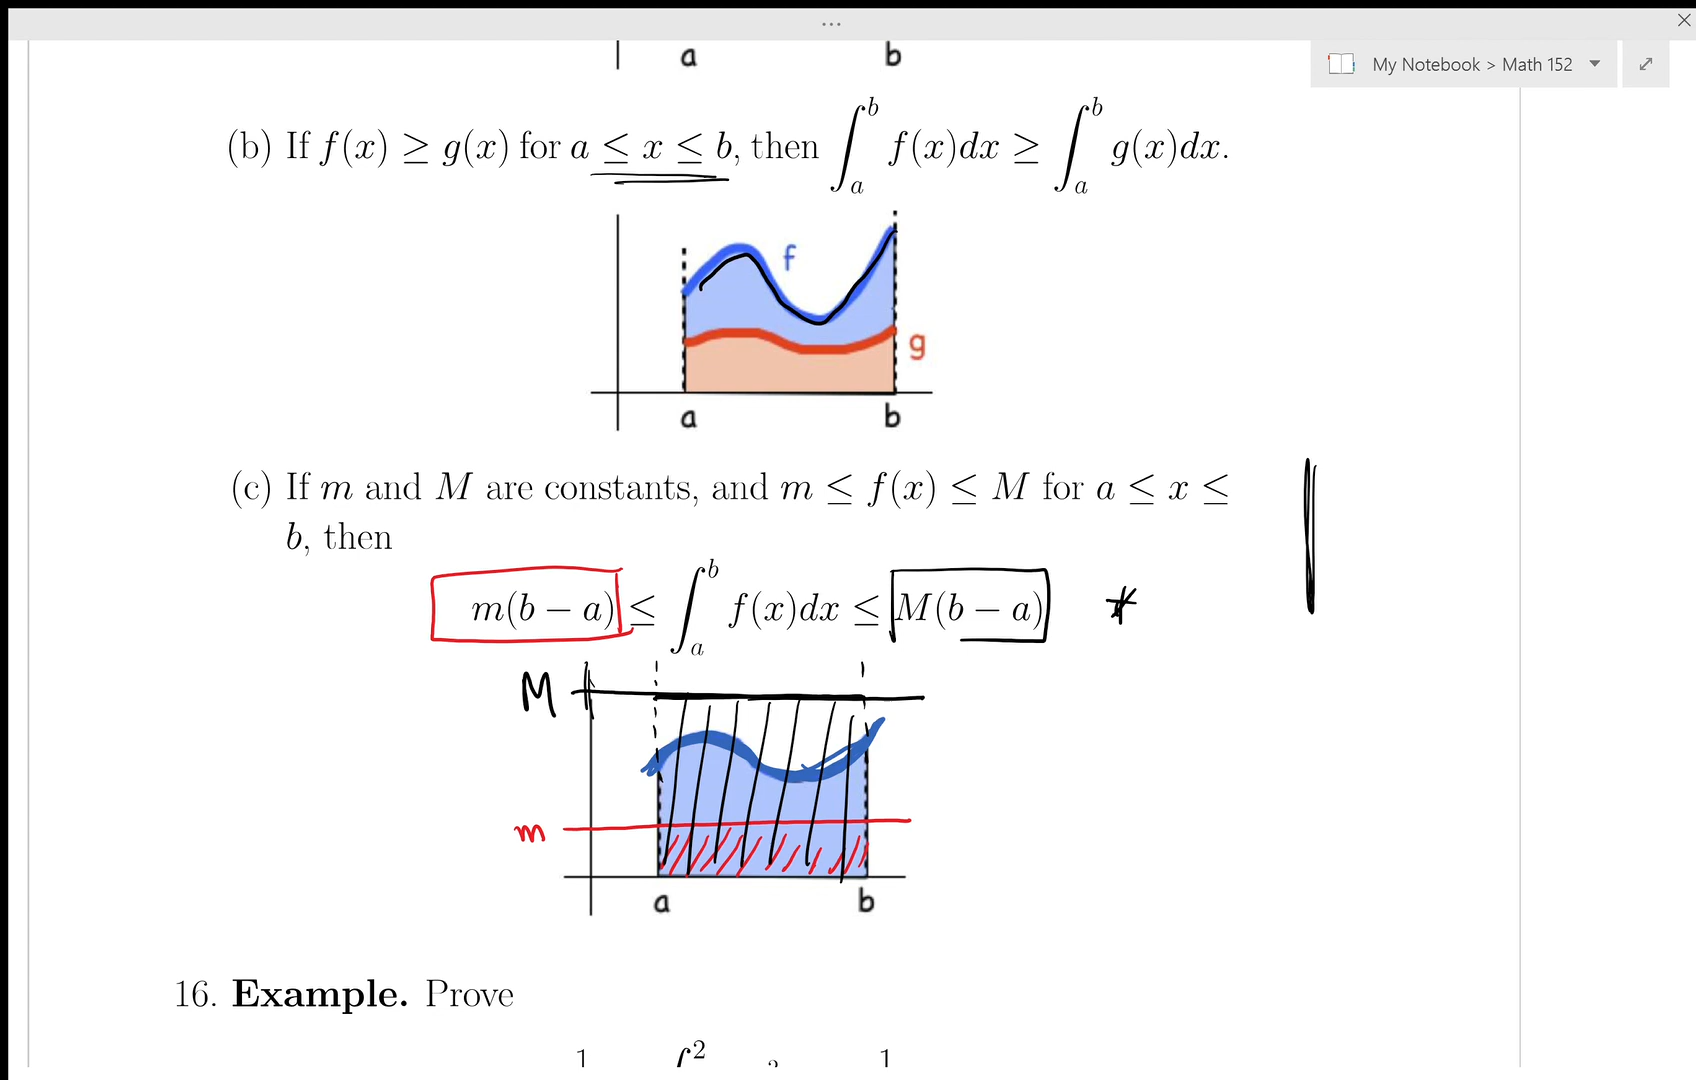 ...
My Notebook > Math 152
a b
(b) If f(x) ≥ g(x) for a ≤ x ≤ b, then ∫_a^b f(x)dx ≥ ∫_a^b g(x)dx.
f
g
a b
(c) If m and M are constants, and m ≤ f(x) ≤ M for a ≤ x ≤
b, then
m(b − a) ≤ ∫_a^b f(x)dx ≤ M(b − a) *
M
m
a b
16. Example. Prove